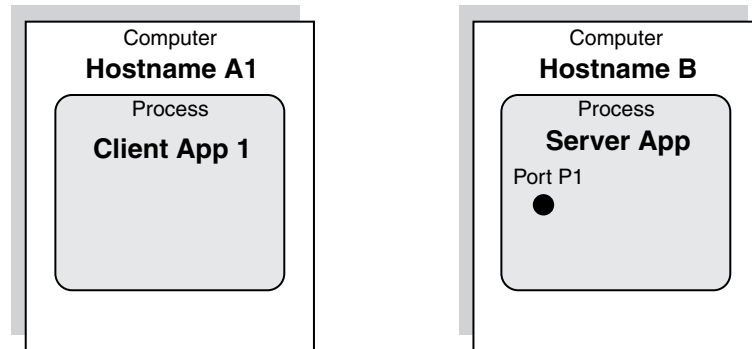 Computer
Hostname A1
Process
Client App 1
Computer
Hostname B
Process
Server App
Port P1